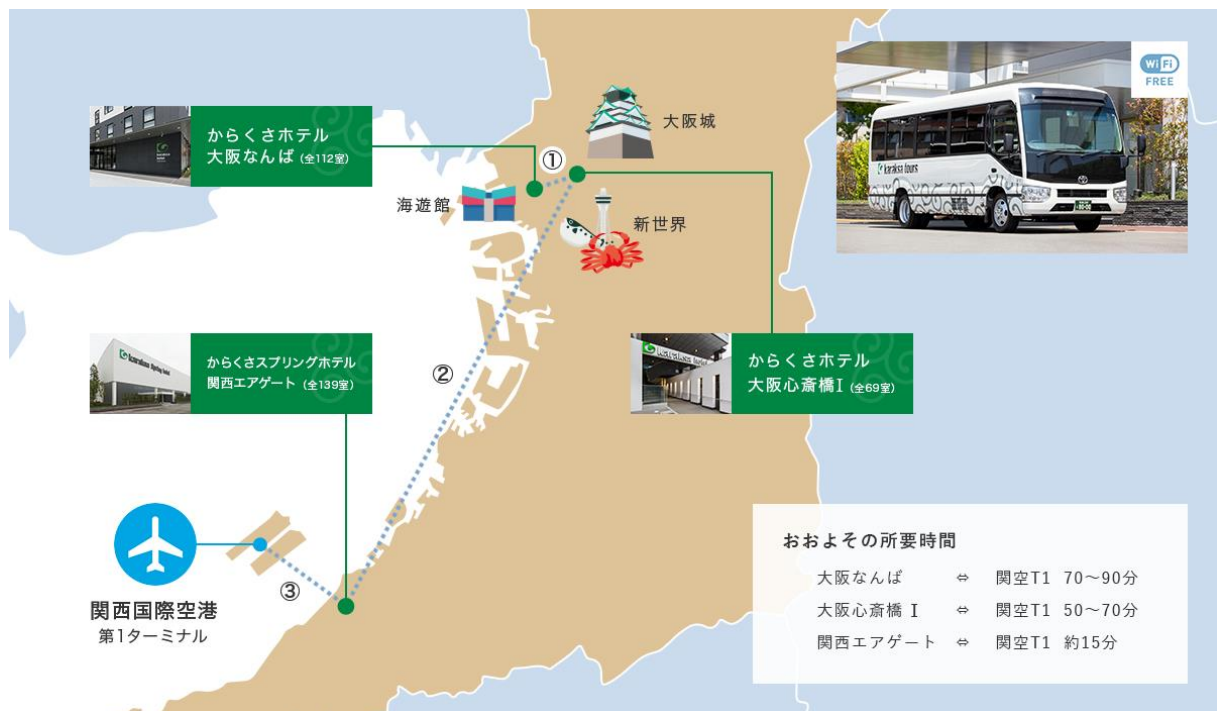 からくさホテル
大阪なんば (全112室)
①
大阪城
海遊館
新世界
WiFi
FREE
karaksa tours
からくさスプリングホテル
関西エアゲート (全139室)
②
からくさホテル
大阪心斎橋I (全69室)
③
関西国際空港
第1ターミナル
おおよその所要時間
大阪なんば ⇔ 関空T1 70〜90分
大阪心斎橋 I ⇔ 関空T1 50〜70分
関西エアゲート ⇔ 関空T1 約15分